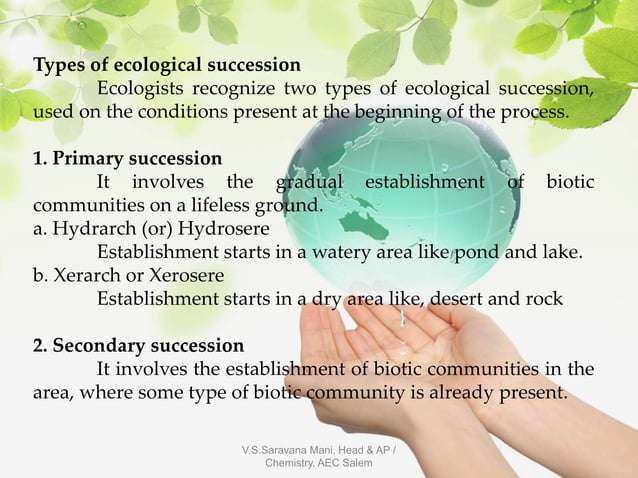 Types of ecological succession
Ecologists recognize two types of ecological succession,
used on the conditions present at the beginning of the process.
1. Primary succession
It involves the gradual establishment of biotic
communities on a lifeless ground.
a. Hydrarch (or) Hydrosere
Establishment starts in a watery area like pond and lake.
b. Xerarch or Xerosere
Establishment starts in a dry area like, desert and rock
2. Secondary succession
It involves the establishment of biotic communities in the
area, where some type of biotic community is already present.
V.S.Saravana Mani, Head & AP /
Chemistry, AEC Salem